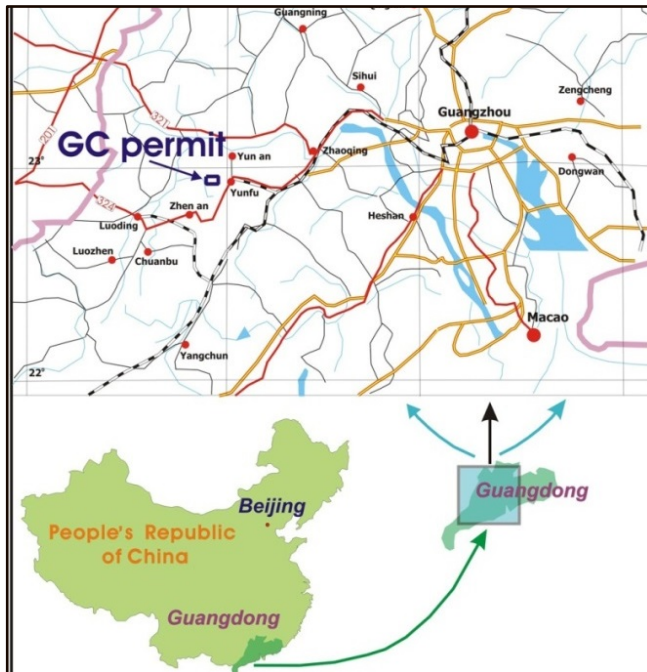 Guangning
Sihui
Zengcheng
Guangzhou
321
201
GC permit
23°
Yun an
Zhaoqing
Dongwan
Yunfu
324
Zhen an
Luoding
Heshan
Luozhen
Chuanbu
Macao
Yangchun
22°
Guangdong
Beijing
People's Republic
of China
Guangdong